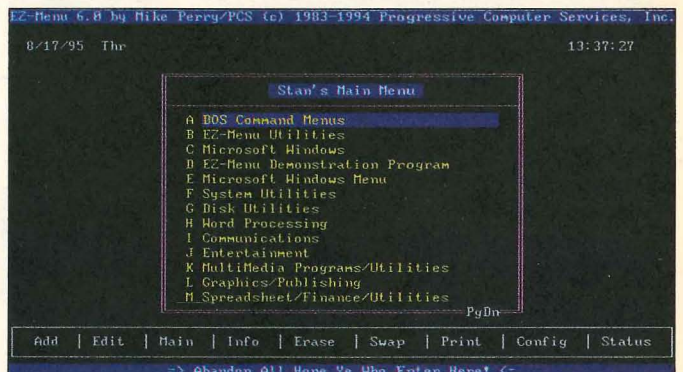 EZ-Menu 6.0 by Mike Perry/PCS (c) 1983-1994 Progressive Computer Services, Inc.
8/17/95 Thr 13:37:27
Stan's Main Menu
A DOS Command Menus
B EZ-Menu Utilities
C Microsoft Windows
D EZ-Menu Demonstration Program
E Microsoft Windows Menu
F System Utilities
G Disk Utilities
H Word Processing
I Communications
J Entertainment
K MultiMedia Programs/Utilities
L Graphics/Publishing
M Spreadsheet/Finance/Utilities
PgDn
Add | Edit | Main | Info | Erase | Swap | Print | Config | Status
-> Abandon All Hope Ye Who Enter Here! <-